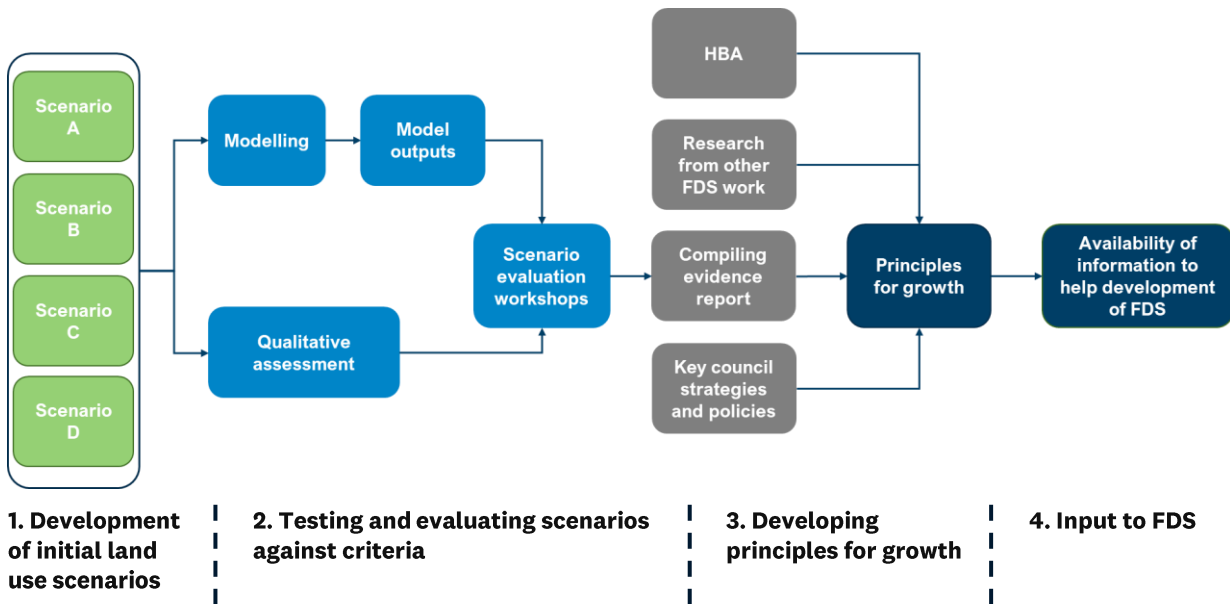 Scenario
A
Scenario
B
Scenario
C
Scenario
D
Modelling
Model
outputs
Qualitative
assessment
Scenario
evaluation
workshops
HBA
Research
from other
FDS work
Compiling
evidence
report
Key council
strategies
and policies
Principles
for growth
Availability of
information to
help development
of FDS
1. Development
of initial land
use scenarios
2. Testing and evaluating scenarios
against criteria
3. Developing
principles for growth
4. Input to FDS